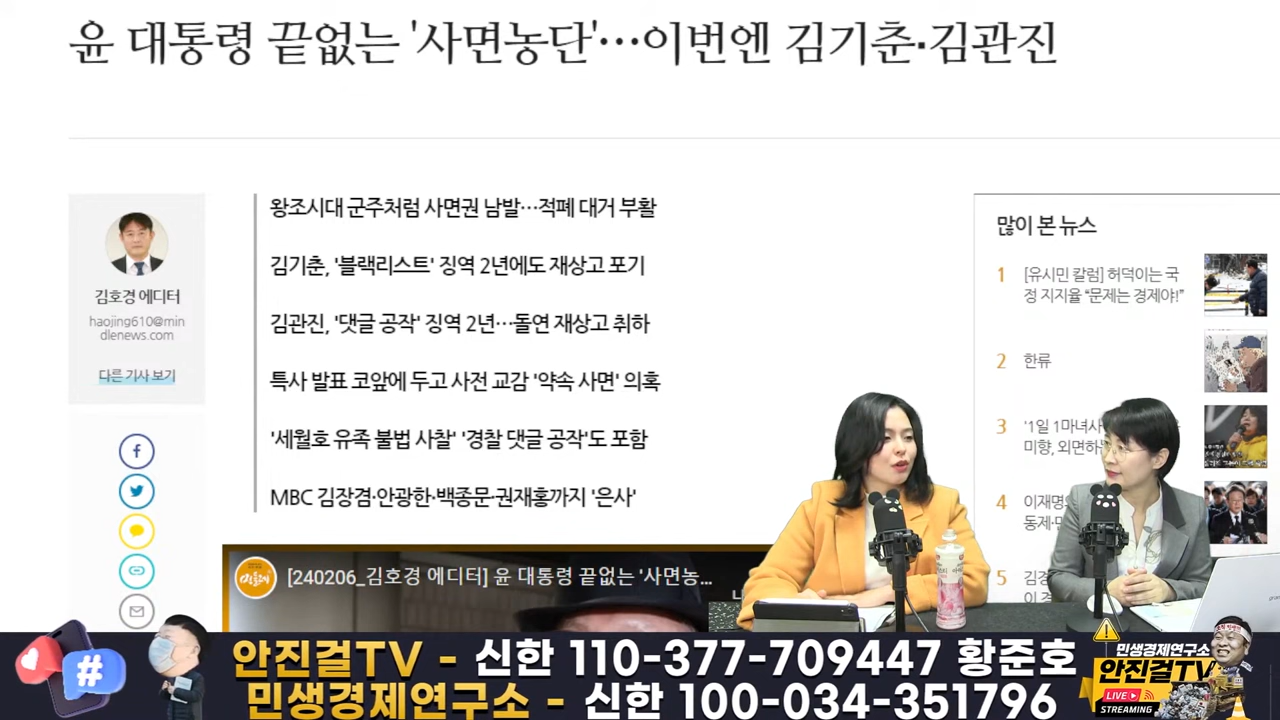 윤 대통령 끝없는 '사면농단'…이번엔 김기춘·김관진
김호경 에디터
haojing610@min
dlenews.com
다른 기사 보기
왕조시대 군주처럼 사면권 남발…적폐 대거 부활
김기춘, '블랙리스트' 징역 2년에도 재상고 포기
김관진, '댓글 공작' 징역 2년…돌연 재상고 취하
특사 발표 코앞에 두고 사전 교감 '약속 사면' 의혹
'세월호 유족 불법 사찰' '경찰 댓글 공작'도 포함
MBC 김장겸·안광한·백종문·권재홍까지 '은사'
많이 본 뉴스
1 [유시민 칼럼] 허덕이는 국
정 지지율 "문제는 경제야!"
2 한류
3 '1일 1마녀사
미향, 외면하
4 이재명
동제·민
5 김경
[240206_김호경 에디터] 윤 대통령 끝없는 '사면농...
안진걸TV - 신한 110-377-709447 황준호
민생경제연구소 - 신한 100-034-351796
#
민생경제연구소
안진걸TV
LIVE
STREAMING